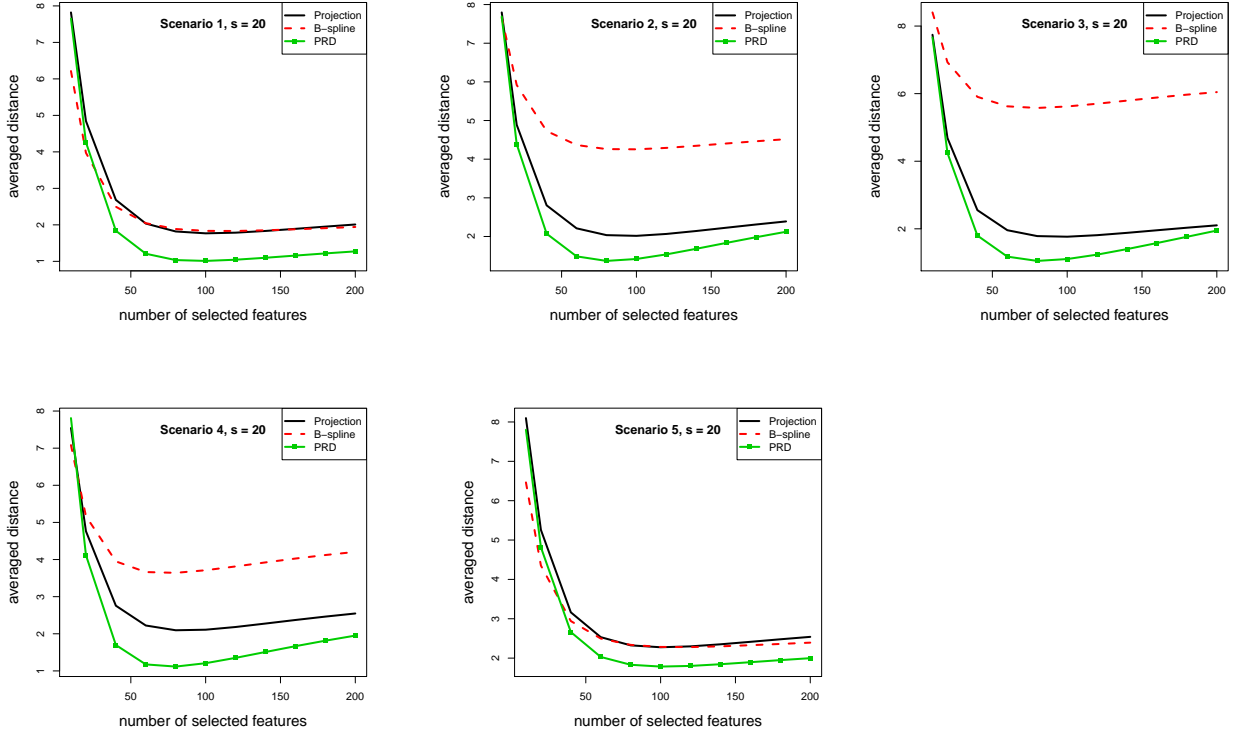 Scenario 1, s = 20
Projection
B−spline
PRD
averaged distance
8
7
6
5
4
3
2
1
50
100
150
200
number of selected features
Scenario 2, s = 20
Projection
B−spline
PRD
averaged distance
8
7
6
5
4
3
2
50
100
150
200
number of selected features
Scenario 3, s = 20
Projection
B−spline
PRD
averaged distance
8
6
4
2
50
100
150
200
number of selected features
Scenario 4, s = 20
Projection
B−spline
PRD
averaged distance
8
7
6
5
4
3
2
1
50
100
150
200
number of selected features
Scenario 5, s = 20
Projection
B−spline
PRD
averaged distance
8
7
6
5
4
3
2
50
100
150
200
number of selected features